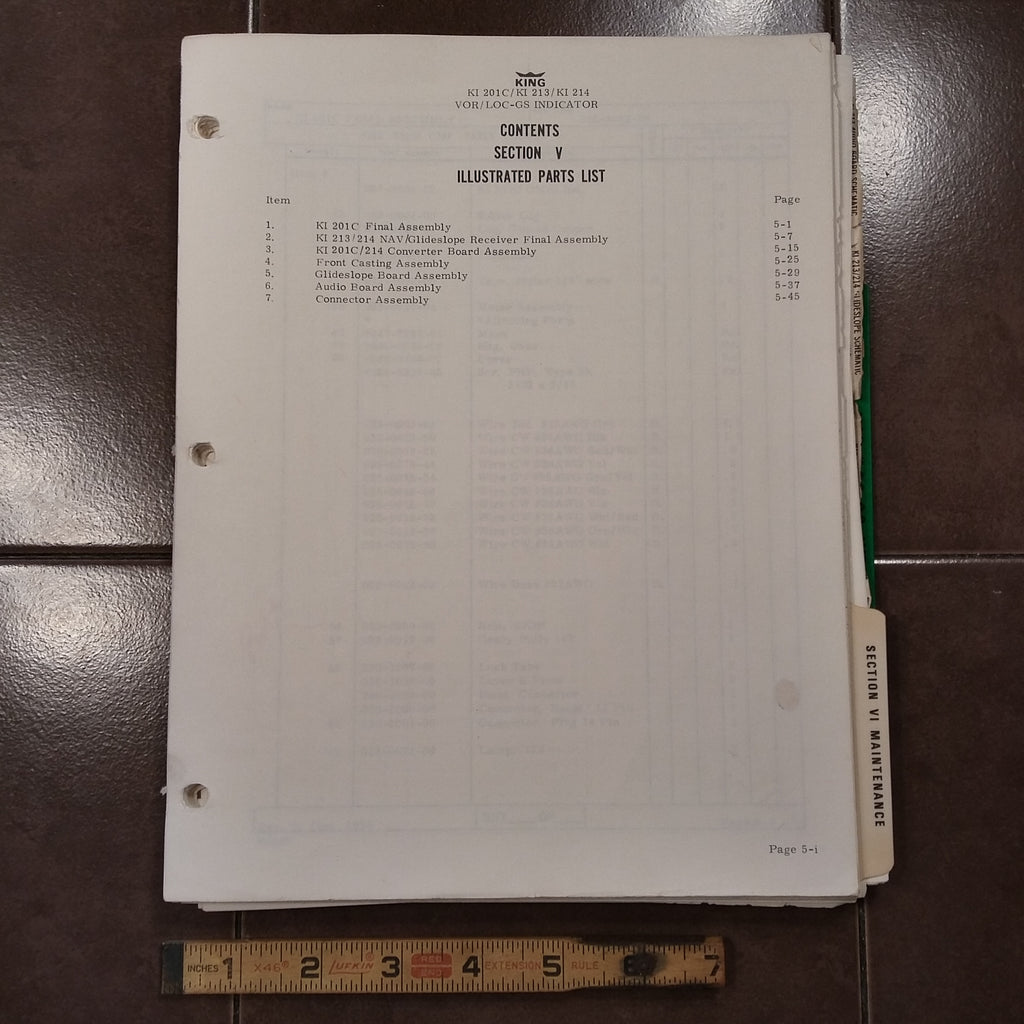 KING
KI 201C/KI 213/KI 214
VOR/LOC-GS INDICATOR
CONTENTS
SECTION V
ILLUSTRATED PARTS LIST
Item Page
1. KI 201C Final Assembly 5-1
2. KI 213/214 NAV/Glideslope Receiver Final Assembly 5-7
3. KI 201C/214 Converter Board Assembly 5-15
4. Front Casting Assembly 5-25
5. Glideslope Board Assembly 5-29
6. Audio Board Assembly 5-37
7. Connector Assembly 5-45
Page 5-i
BOARD SCHEMATIC
KI 213/214 GLIDESLOPE SCHEMATIC
SECTION VI MAINTENANCE
INCHES 1 X46® 2 LUFKIN 3 RED END 4 EXTENSION 5 RULE 6 7